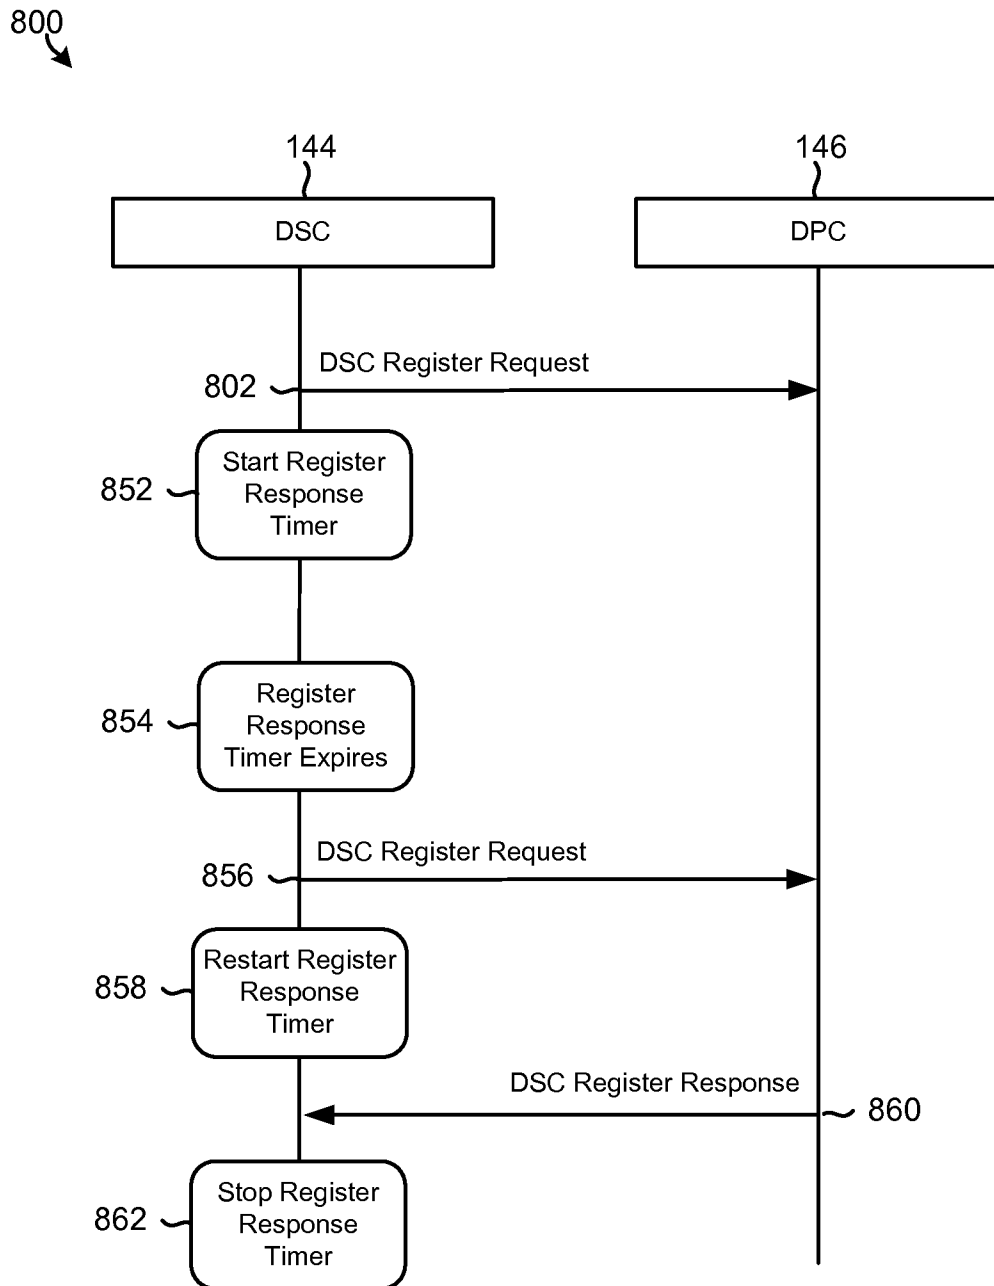 800
144
146
DSC
DPC
DSC Register Request
802
Start Register
Response
Timer
852
Register
Response
Timer Expires
854
DSC Register Request
856
Restart Register
Response
Timer
858
DSC Register Response
860
Stop Register
Response
Timer
862